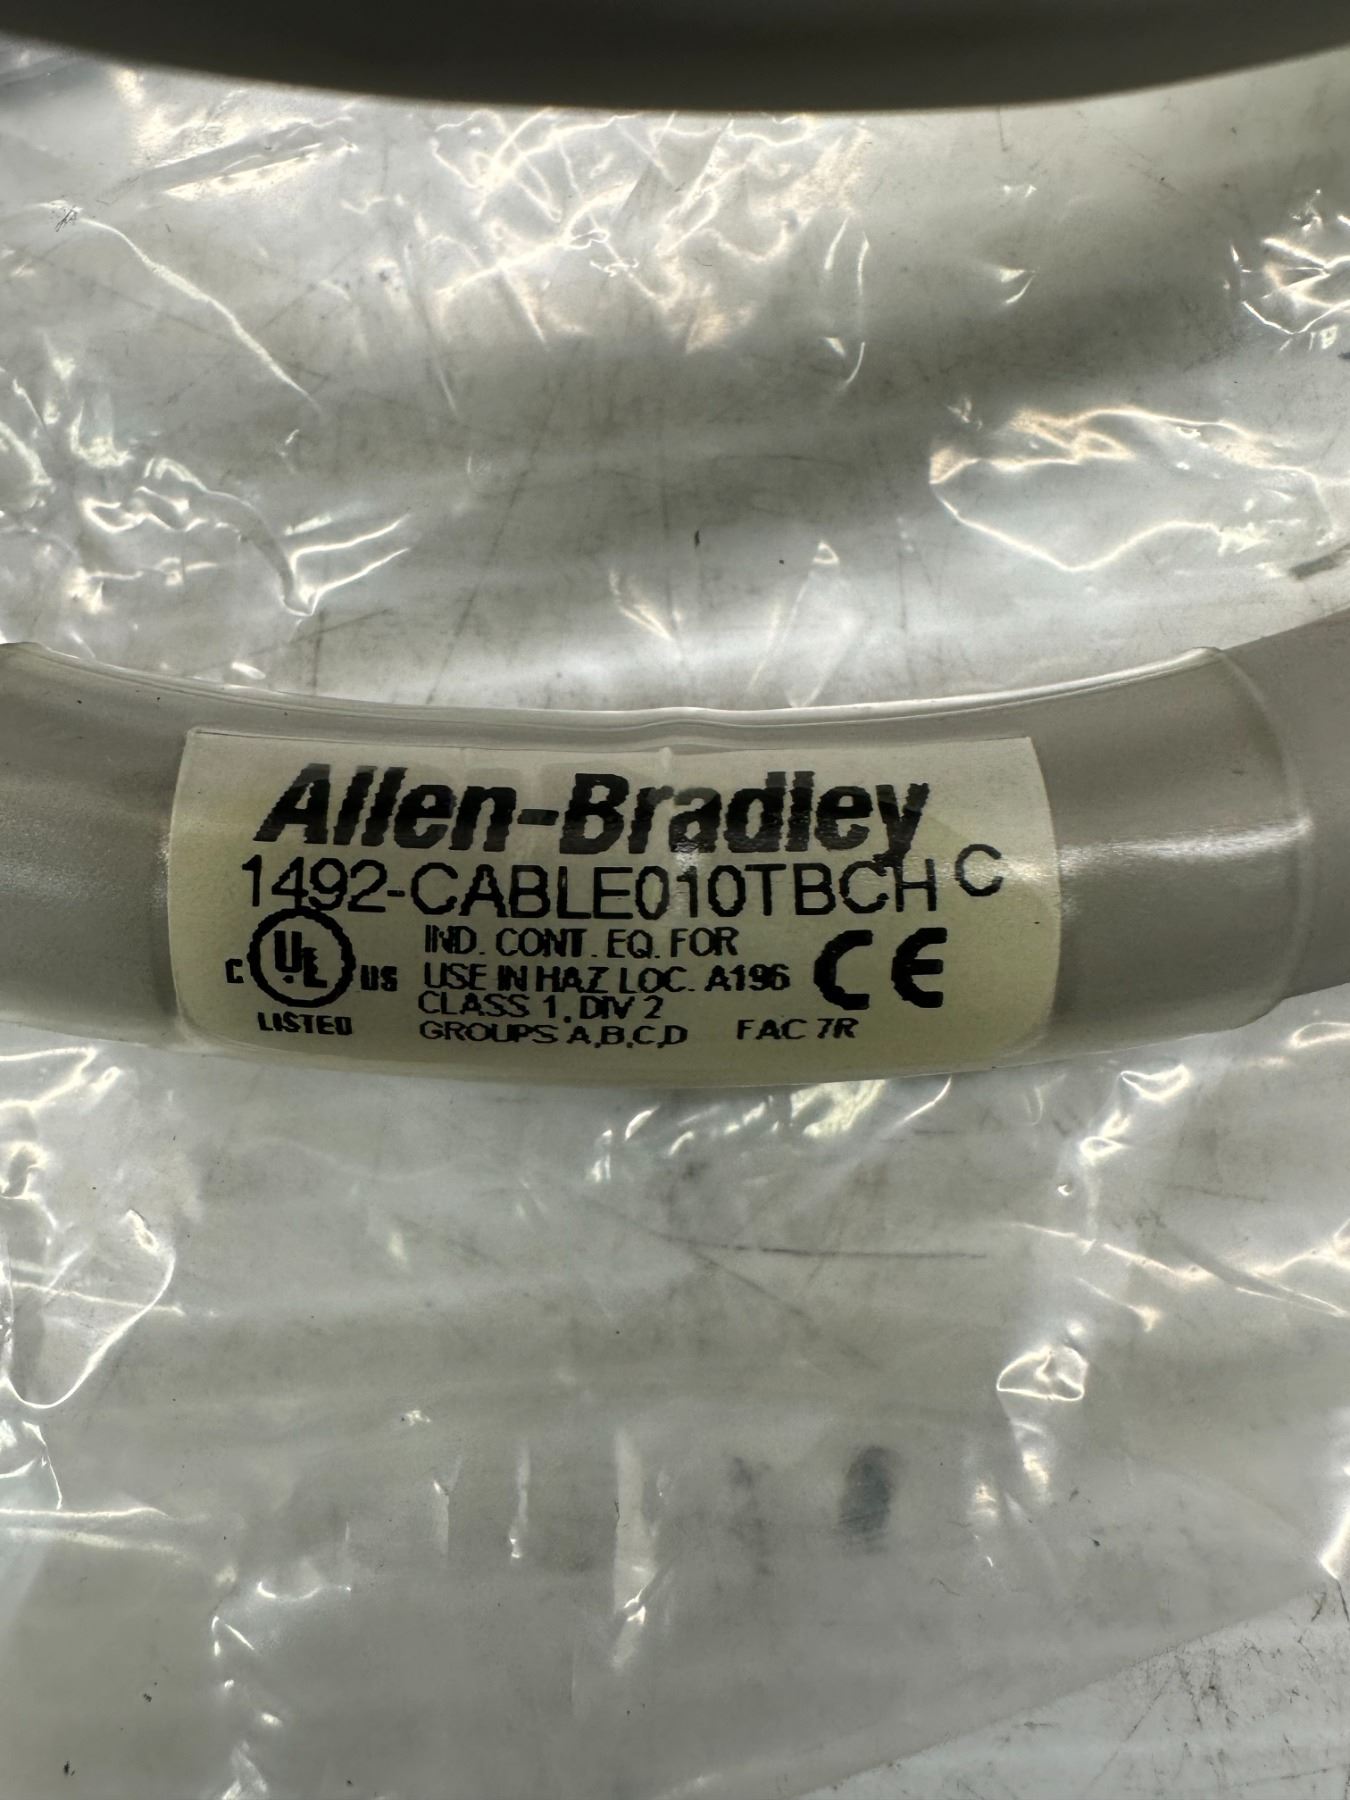 Allen-Bradley
1492-CABLE010TBCH C
C UL US LISTED
IND. CONT. EQ. FOR
USE IN HAZ LOC. A196
CLASS 1, DIV 2
GROUPS A,B,C,D FAC 7R
CE